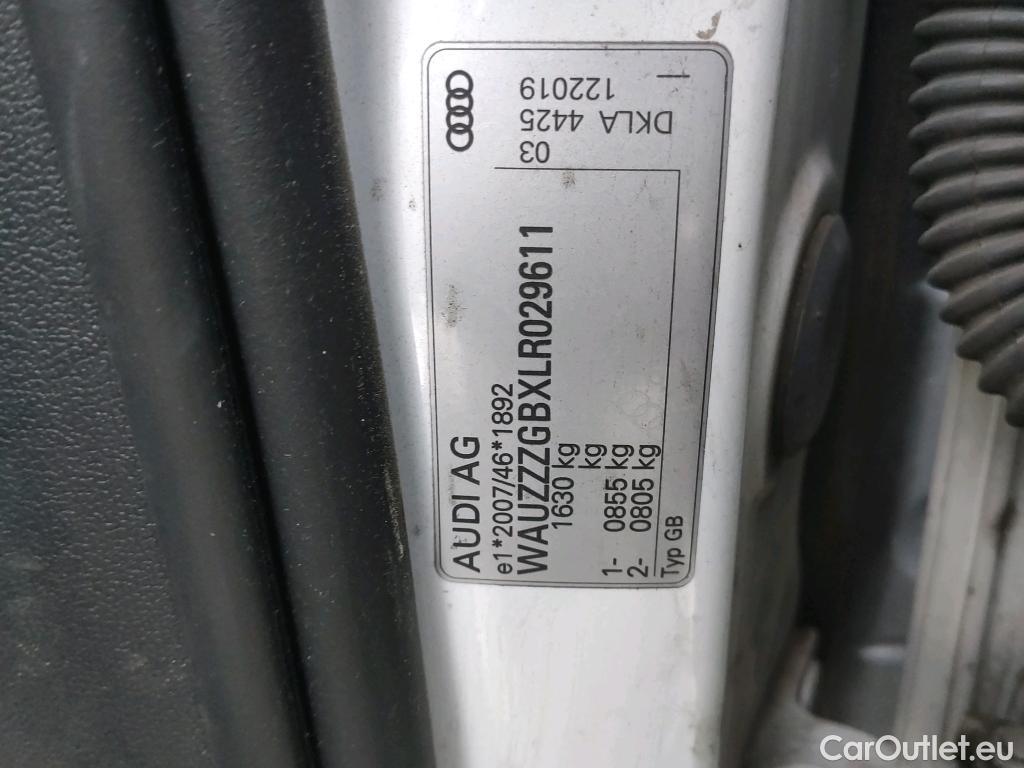 AUDI AG
e1*2007/46*1892
WAUZZZGBXLR029611
1630 kg
kg
1- 0855 kg
2- 0805 kg
Typ GB
03
DKLA 4425
122019
CarOutlet.eu